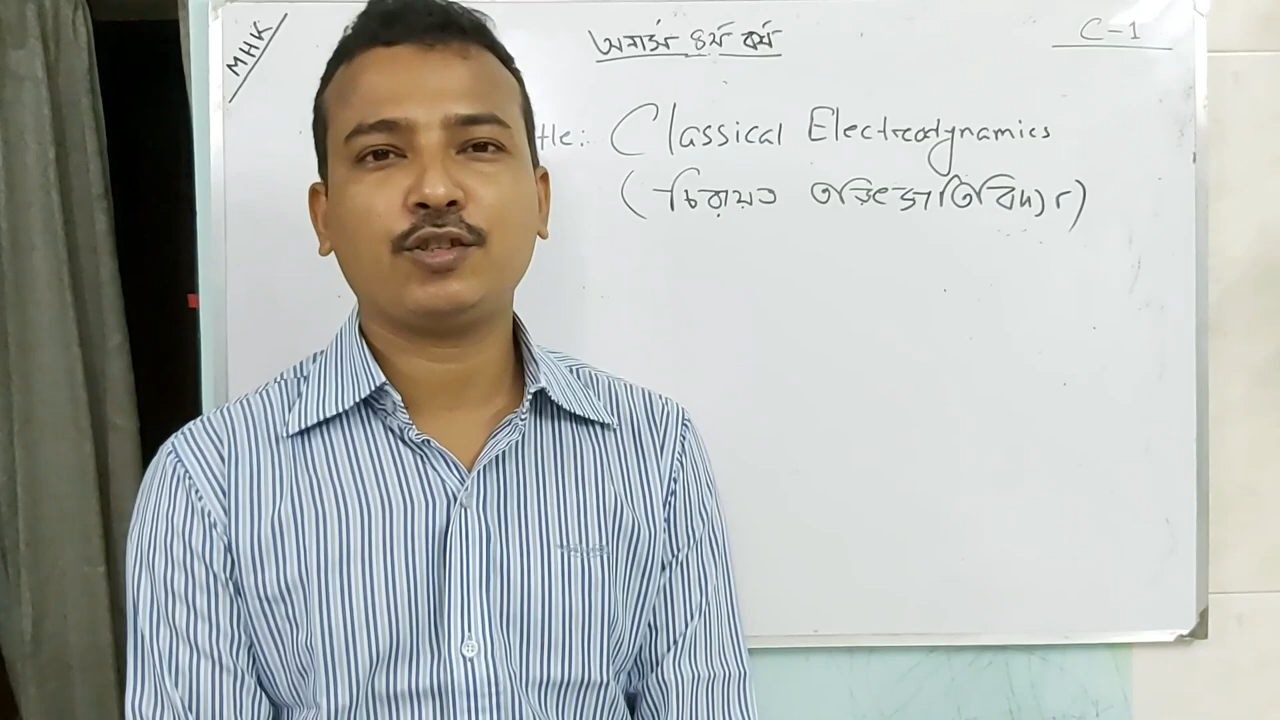 MHK
অনার্স ৪র্থ বর্ষ
C-1
tle: Classical Electrodynamics
(চিরায়ত তড়িৎগতিবিদ্যা)